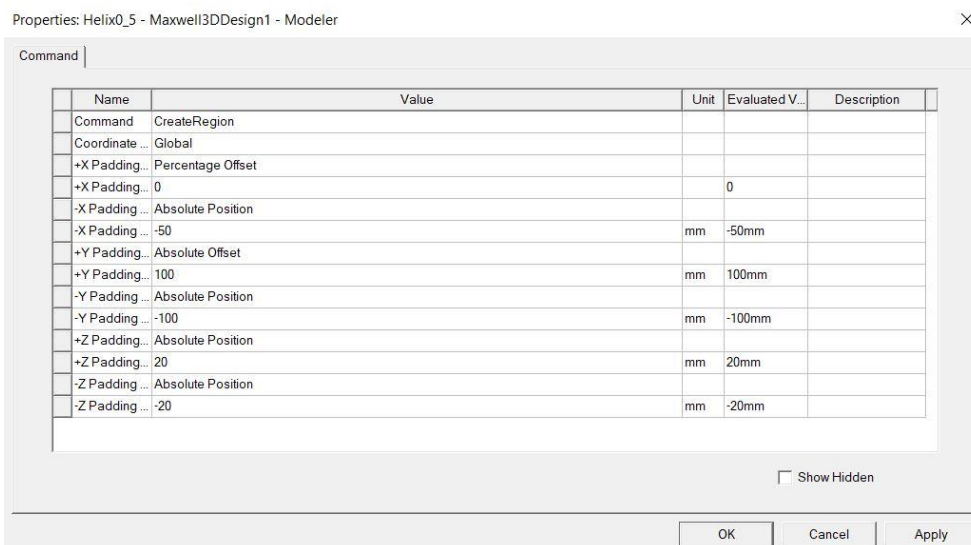 Properties: Helix0_5 - Maxwell3DDesign1 - Modeler
Command
Name Value Unit Evaluated V... Description
Command CreateRegion
Coordinate ... Global
+X Padding... Percentage Offset
+X Padding... 0 0
-X Padding ... Absolute Position
-X Padding ... -50 mm -50mm
+Y Padding... Absolute Offset
+Y Padding... 100 mm 100mm
-Y Padding ... Absolute Position
-Y Padding ... -100 mm -100mm
+Z Padding... Absolute Position
+Z Padding... 20 mm 20mm
-Z Padding ... Absolute Position
-Z Padding ... -20 mm -20mm
Show Hidden
OK Cancel Apply